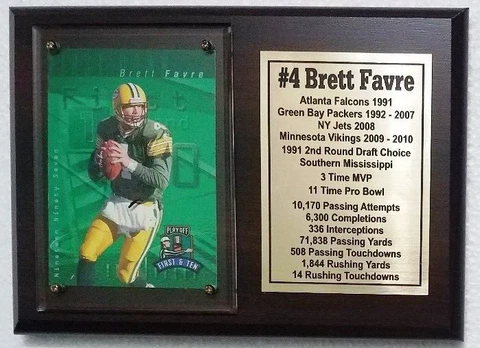 Brett Favre
Nineteen Ninety Seven
PLAYOFF
FIRST & TEN
#4 Brett Favre
Atlanta Falcons 1991
Green Bay Packers 1992 - 2007
NY Jets 2008
Minnesota Vikings 2009 - 2010
1991 2nd Round Draft Choice
Southern Mississippi
3 Time MVP
11 Time Pro Bowl
10,170 Passing Attempts
6,300 Completions
336 Interceptions
71,838 Passing Yards
508 Passing Touchdowns
1,844 Rushing Yards
14 Rushing Touchdowns